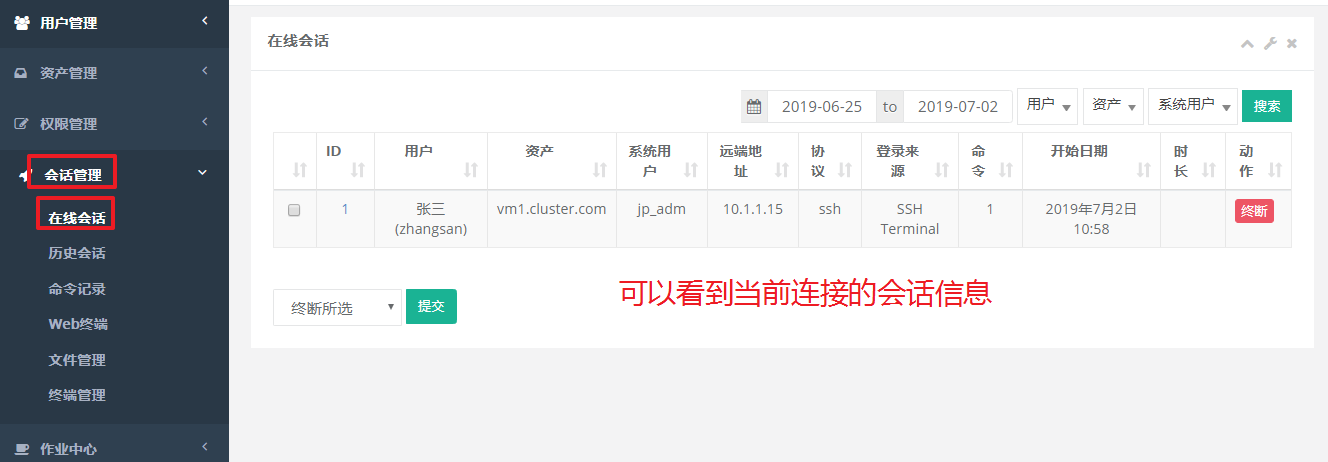 用户管理
资产管理
权限管理
会话管理
在线会话
历史会话
命令记录
Web终端
文件管理
终端管理
作业中心
在线会话
2019-06-25 to 2019-07-02 用户 资产 系统用户 搜索
ID 用户 资产 系统用 远端地 协 登录来 命 开始日期 时 动
户 址 议 源 令 长 作
1 张三 vm1.cluster.com jp_adm 10.1.1.15 ssh SSH 1 2019年7月2日 终断
(zhangsan) Terminal 10:58
可以看到当前连接的会话信息
终断所选 提交